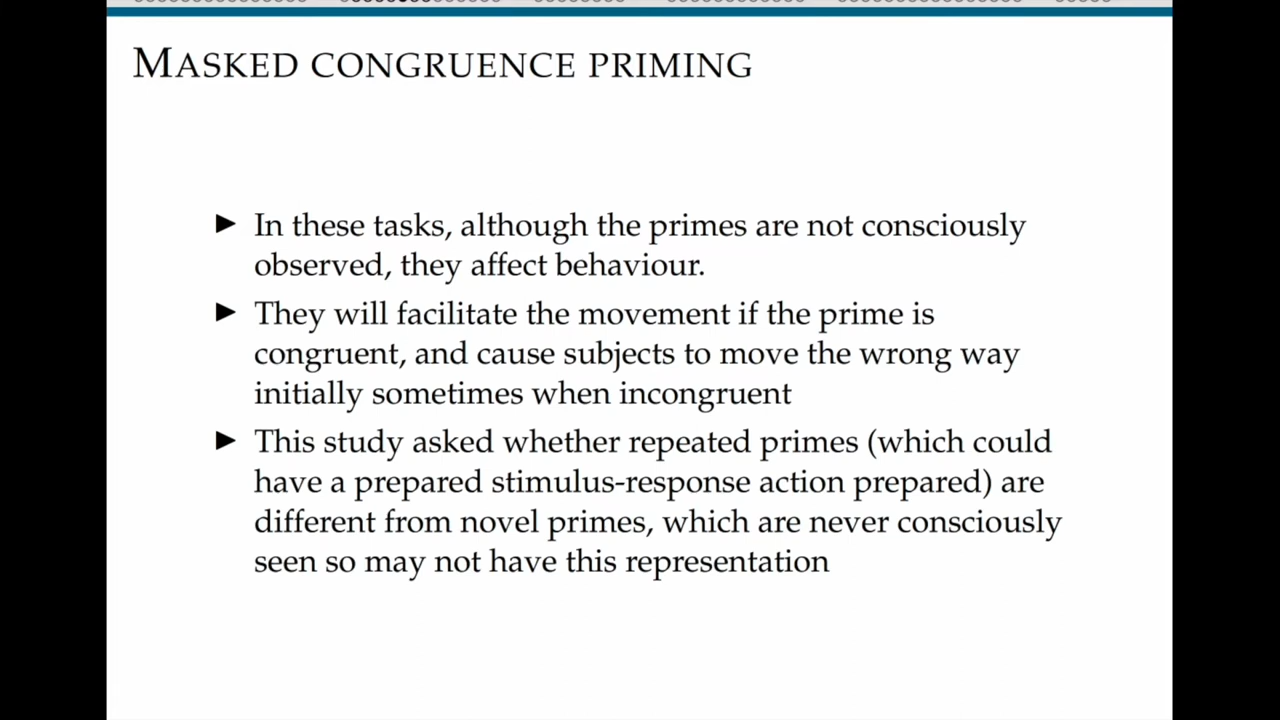 MASKED CONGRUENCE PRIMING
In these tasks, although the primes are not consciously
observed, they affect behaviour.
They will facilitate the movement if the prime is
congruent, and cause subjects to move the wrong way
initially sometimes when incongruent
This study asked whether repeated primes (which could
have a prepared stimulus-response action prepared) are
different from novel primes, which are never consciously
seen so may not have this representation